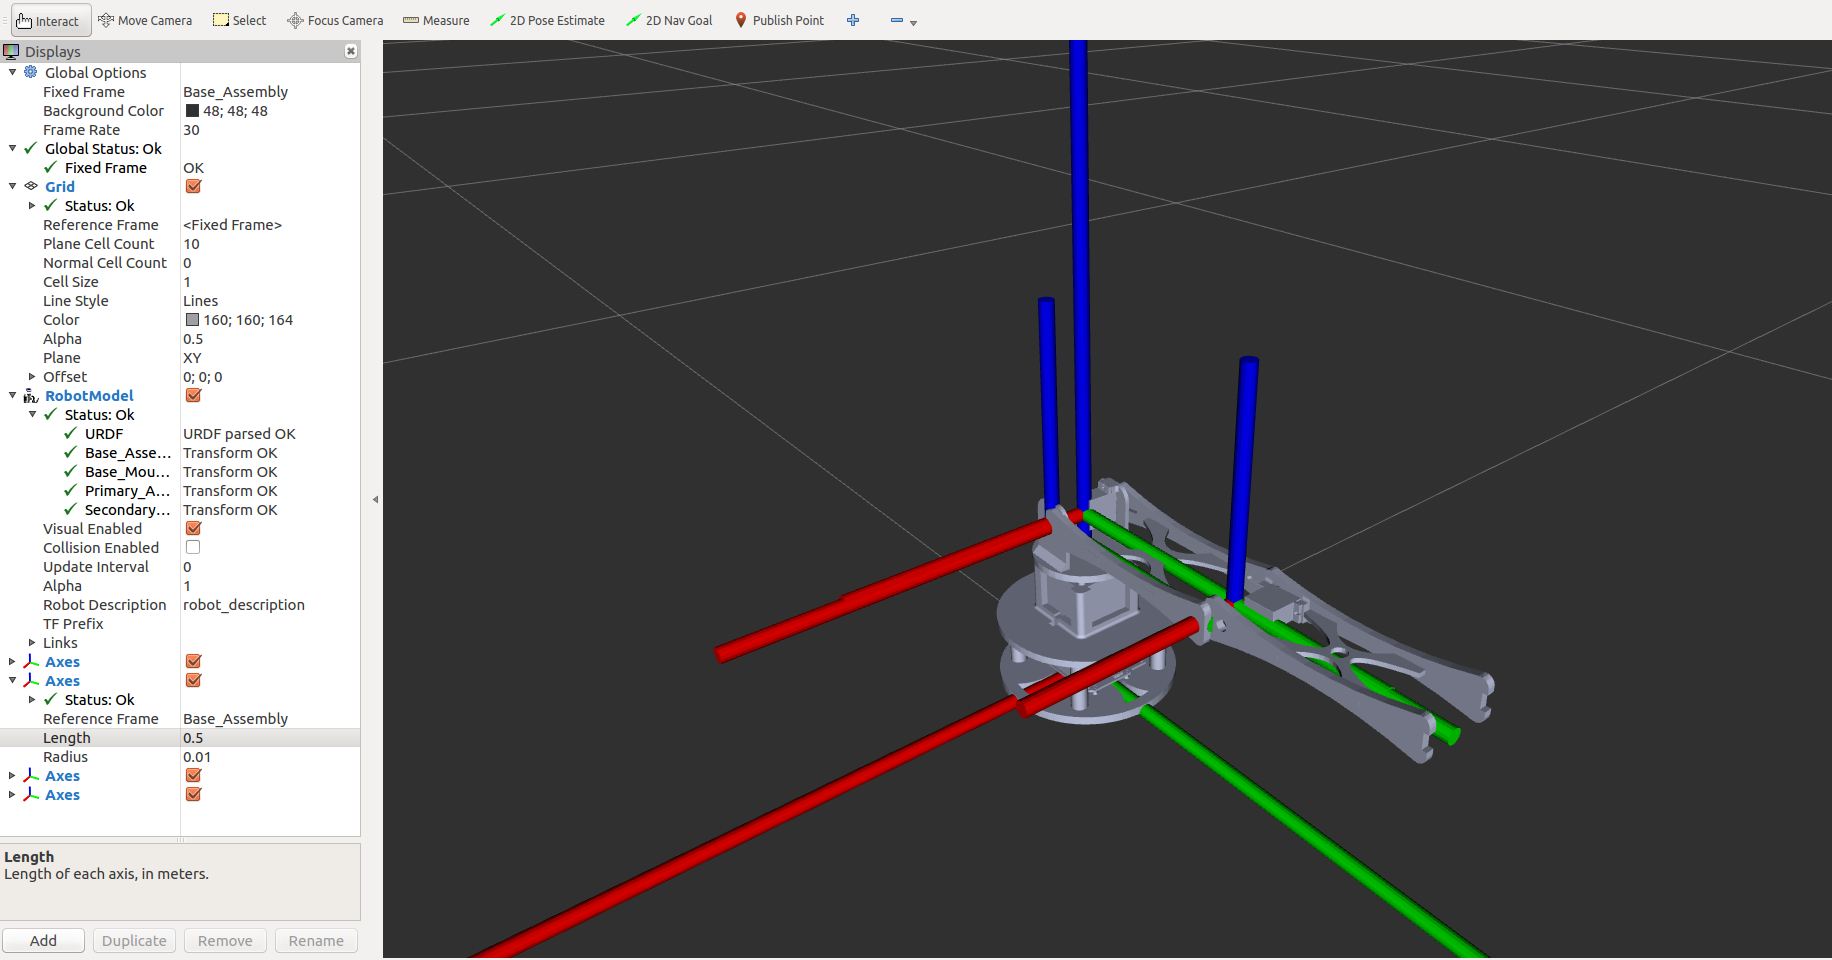 Interact Move Camera Select Focus Camera Measure 2D Pose Estimate 2D Nav Goal Publish Point
Displays
Global Options
Fixed Frame Base_Assembly
Background Color 48; 48; 48
Frame Rate 30
Global Status: Ok
Fixed Frame OK
Grid
Status: Ok
Reference Frame <Fixed Frame>
Plane Cell Count 10
Normal Cell Count 0
Cell Size 1
Line Style Lines
Color 160; 160; 164
Alpha 0.5
Plane XY
Offset 0; 0; 0
RobotModel
Status: Ok
URDF URDF parsed OK
Base_Asse... Transform OK
Base_Mou... Transform OK
Primary_A... Transform OK
Secondary... Transform OK
Visual Enabled
Collision Enabled
Update Interval 0
Alpha 1
Robot Description robot_description
TF Prefix
Links
Axes
Axes
Status: Ok
Reference Frame Base_Assembly
Length 0.5
Radius 0.01
Axes
Axes
Length
Length of each axis, in meters.
Add Duplicate Remove Rename